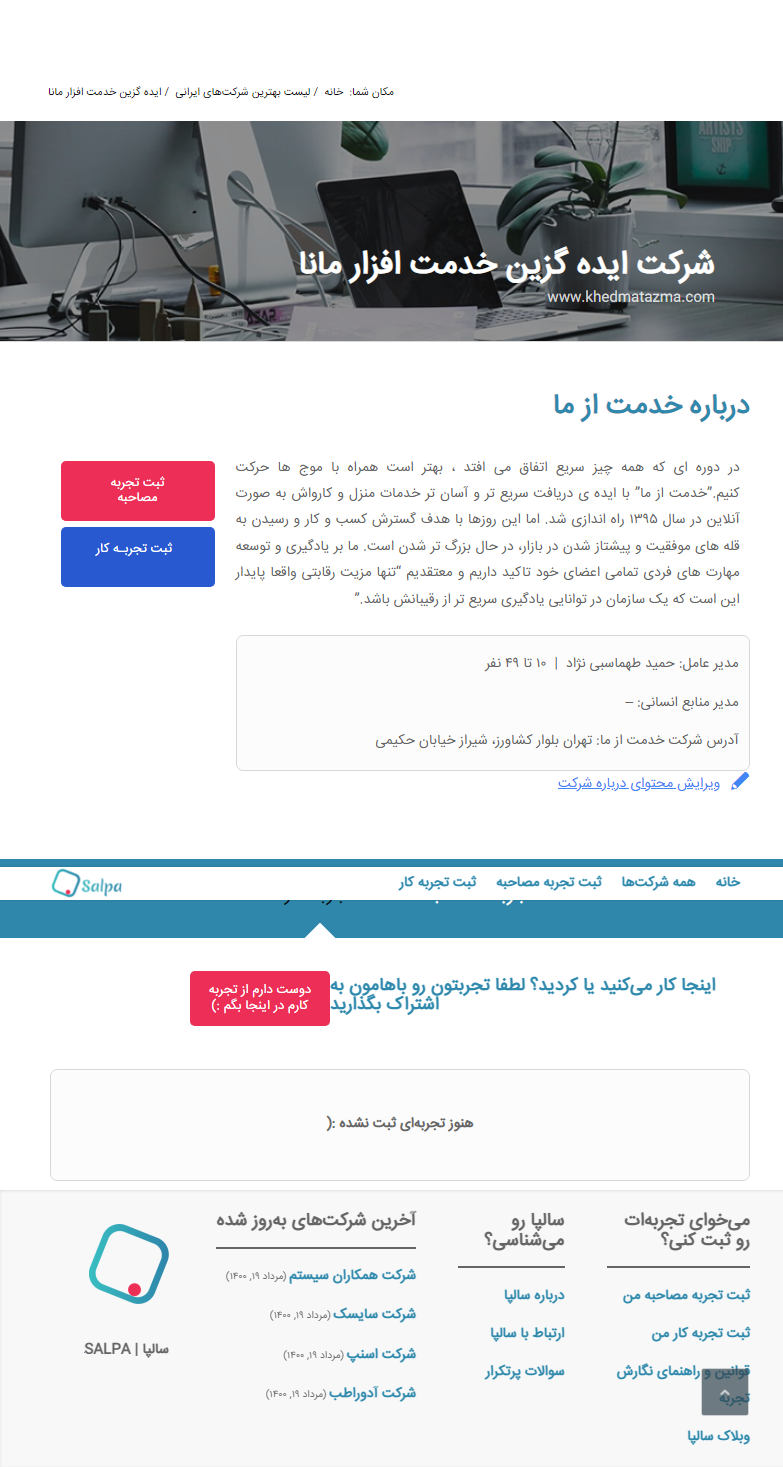 مکان شما: خانه / لیست بهترین شرکت‌های ایرانی / ایده گزین خدمت افزار مانا
ARTISTS
SHIP
شرکت ایده گزین خدمت افزار مانا
www.khedmatazma.com
درباره خدمت از ما
در دوره ای که همه چیز سریع اتفاق می افتد ، بهتر است همراه با موج ها حرکت
کنیم."خدمت از ما" با ایده ی دریافت سریع تر و آسان تر خدمات منزل و کارواش به صورت
آنلاین در سال ۱۳۹۵ راه اندازی شد. اما این روزها با هدف گسترش کسب و کار و رسیدن به
قله های موفقیت و پیشتاز شدن در بازار، در حال بزرگ تر شدن است. ما بر یادگیری و توسعه
مهارت های فردی تمامی اعضای خود تاکید داریم و معتقدیم “تنها مزیت رقابتی واقعا پایدار
این است که یک سازمان در توانایی یادگیری سریع تر از رقیبانش باشد.”
ثبت تجربه
مصاحبه
ثبت تجربـه کار
مدیر عامل: حمید طهماسبی نژاد | ۱۰ تا ۴۹ نفر
مدیر منابع انسانی: –
آدرس شرکت خدمت از ما: تهران بلوار کشاورز، شیراز خیابان حکیمی
ویرایش محتوای درباره شرکت
خانه همه شرکت‌ها ثبت تجربه مصاحبه ثبت تجربه کار
Salpa
اینجا کار می‌کنید یا کردید؟ لطفا تجربتون رو باهامون به
اشتراک بگذارید
دوست دارم از تجربه
کارم در اینجا بگم :)
هنوز تجربه‌ای ثبت نشده :(
می‌خوای تجربه‌ات
رو ثبت کنی؟
ثبت تجربه مصاحبه من
ثبت تجربه کار من
قوانین و راهنمای نگارش
تجربه
وبلاگ سالپا
سالپا رو
می‌شناسی؟
درباره سالپا
ارتباط با سالپا
سوالات پرتکرار
آخرین شرکت‌های به‌روز شده
شرکت همکاران سیستم (مرداد ۱۹, ۱۴۰۰)
شرکت سایسک (مرداد ۱۹, ۱۴۰۰)
شرکت اسنپ (مرداد ۱۹, ۱۴۰۰)
شرکت آدوراطب (مرداد ۱۹, ۱۴۰۰)
سالپا | SALPA